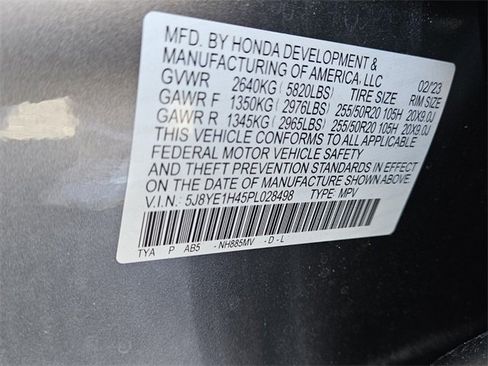 MFD. BY HONDA DEVELOPMENT &
MANUFACTURING OF AMERICA, LLC 02/23
GVWR 2640KG ( 5820LBS) TIRE SIZE RIM SIZE
GAWR F 1350KG ( 2976LBS) 255/50R20 105H 20X9.0J
GAWR R 1345KG ( 2965LBS) 255/50R20 105H 20X9.0J
THIS VEHICLE CONFORMS TO ALL APPLICABLE
FEDERAL MOTOR VEHICLE SAFETY
AND THEFT PREVENTION STANDARDS IN EFFECT
ON THE DATE OF MANUFACTURE SHOWN ABOVE.
V.I.N.: 5J8YE1H45PL028498 TYPE: MPV
TYA P AB5 - NH885MV - D - L